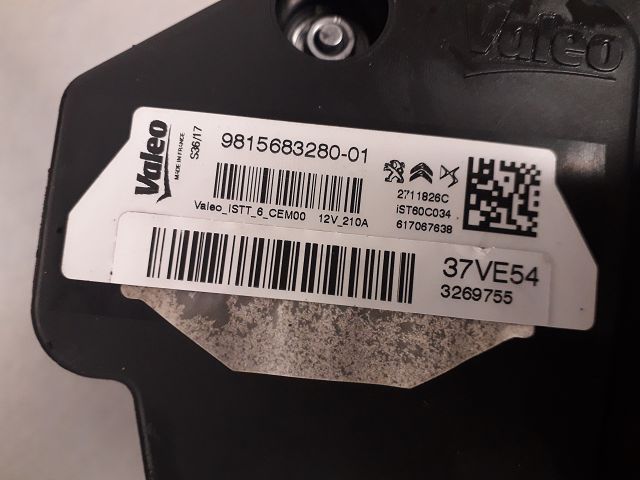 Valeo
Valeo
MADE IN FRANCE
S36/17
9815683280-01
Valeo_iSTT_6_CEM00 12V_210A
2711826C
iST60C034
617067638
37VE54
3269755